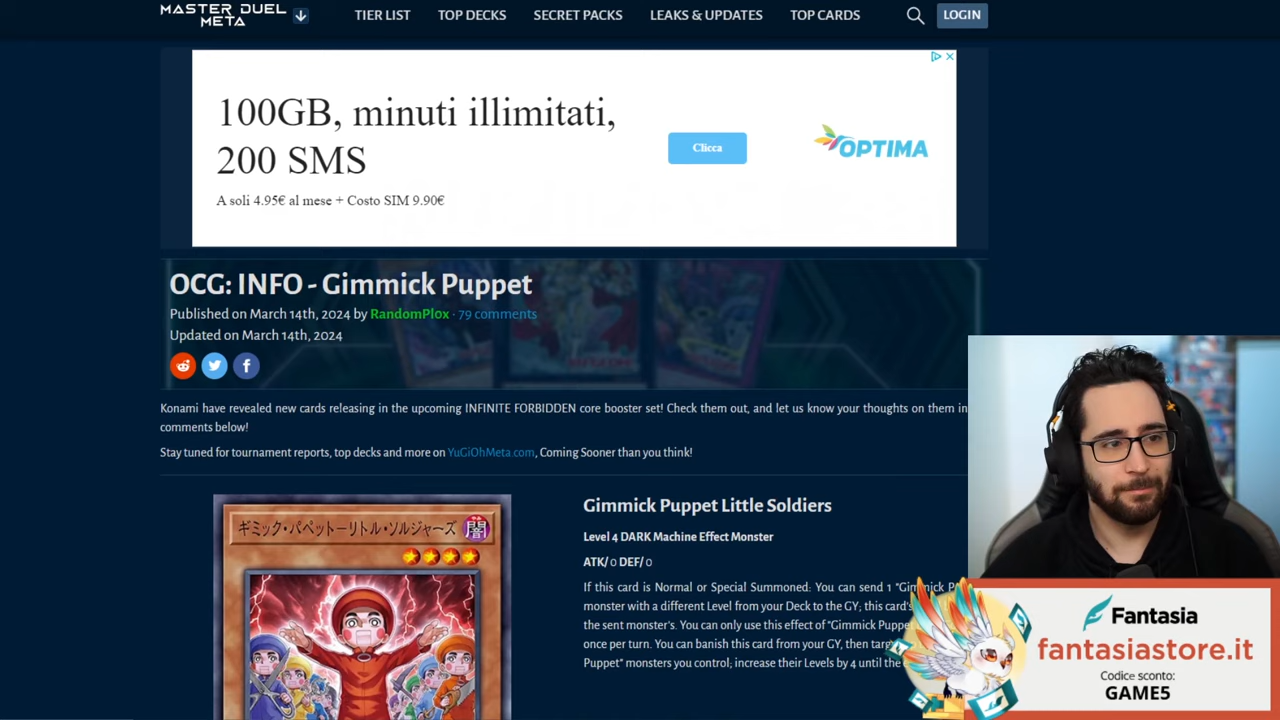 MASTER DUEL
META
TIER LIST
TOP DECKS
SECRET PACKS
LEAKS & UPDATES
TOP CARDS
LOGIN
100GB, minuti illimitati,
200 SMS
A soli 4.95€ al mese + Costo SIM 9.90€
Clicca
OPTIMA
OCG: INFO - Gimmick Puppet
Published on March 14th, 2024 by RandomPl0x · 79 comments
Updated on March 14th, 2024
Konami have revealed new cards releasing in the upcoming INFINITE FORBIDDEN core booster set! Check them out, and let us know your thoughts on them in
comments below!
Stay tuned for tournament reports, top decks and more on YuGiOhMeta.com, Coming Sooner than you think!
ギミック・パペット－リトル・ソルジャーズ 闇
Gimmick Puppet Little Soldiers
Level 4 DARK Machine Effect Monster
ATK/ 0 DEF/ 0
If this card is Normal or Special Summoned: You can send 1 "Gimmick
monster with a different Level from your Deck to the GY; this card's
the sent monster's. You can only use this effect of "Gimmick Puppet
once per turn. You can banish this card from your GY, then
Puppet" monsters you control; increase their Levels by 4 until the
Fantasia
fantasiastore.it
Codice sconto:
GAME5